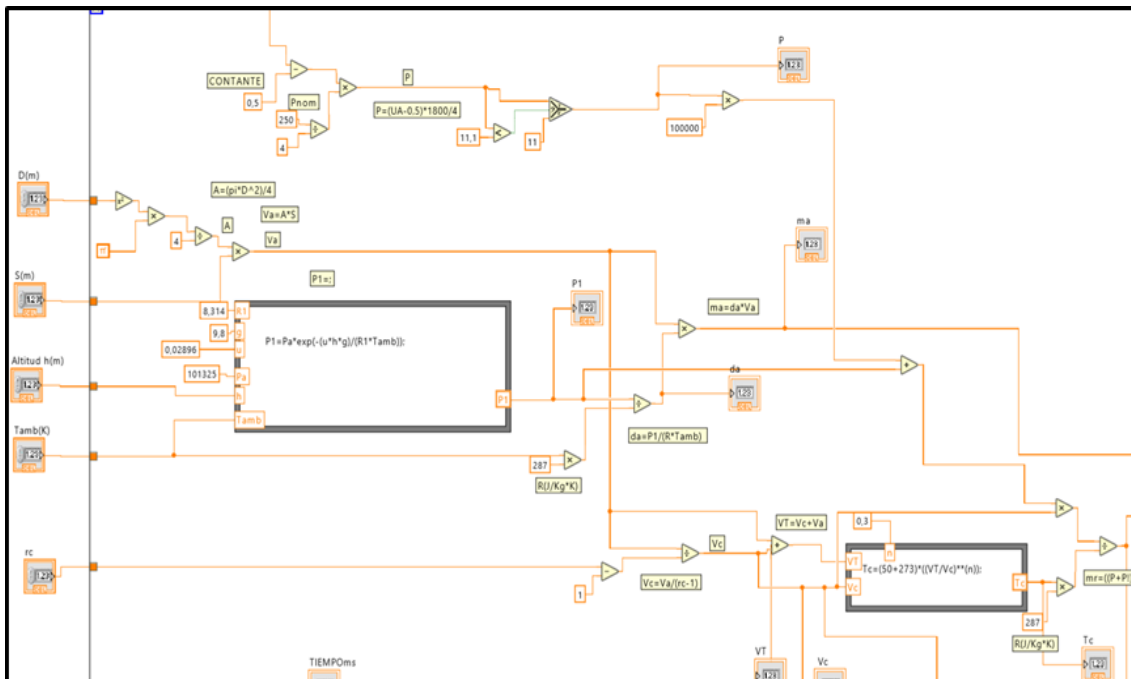 P
CONTANTE
0,5
Pnom
P
250
4
P=(UA-0.5)*1800/4
11,1
11
100000
D(m)
A=(pi*D^2)/4
Va=A*S
A
Va
4
π
ma
S(m)
P1=;
P1
8,314
R1
9,8
g
0,02896
u
P1=Pa*exp(-(u*h*g)/(R1*Tamb));
ma=da*Va
Altitud h(m)
101325
Pa
h
P1
da
Tamb(K)
Tamb
da=P1/(R*Tamb)
287
R(J/Kg*K)
VT=Vc+Va
0,3
n
rc
Vc
VT
Tc=(50+273)*((VT/Vc)**(n));
Vc
Tc
1
Vc=Va/(rc-1)
mr=((P+P
287
R(J/Kg*K)
Tc
TIEMPOms
VT
Vc